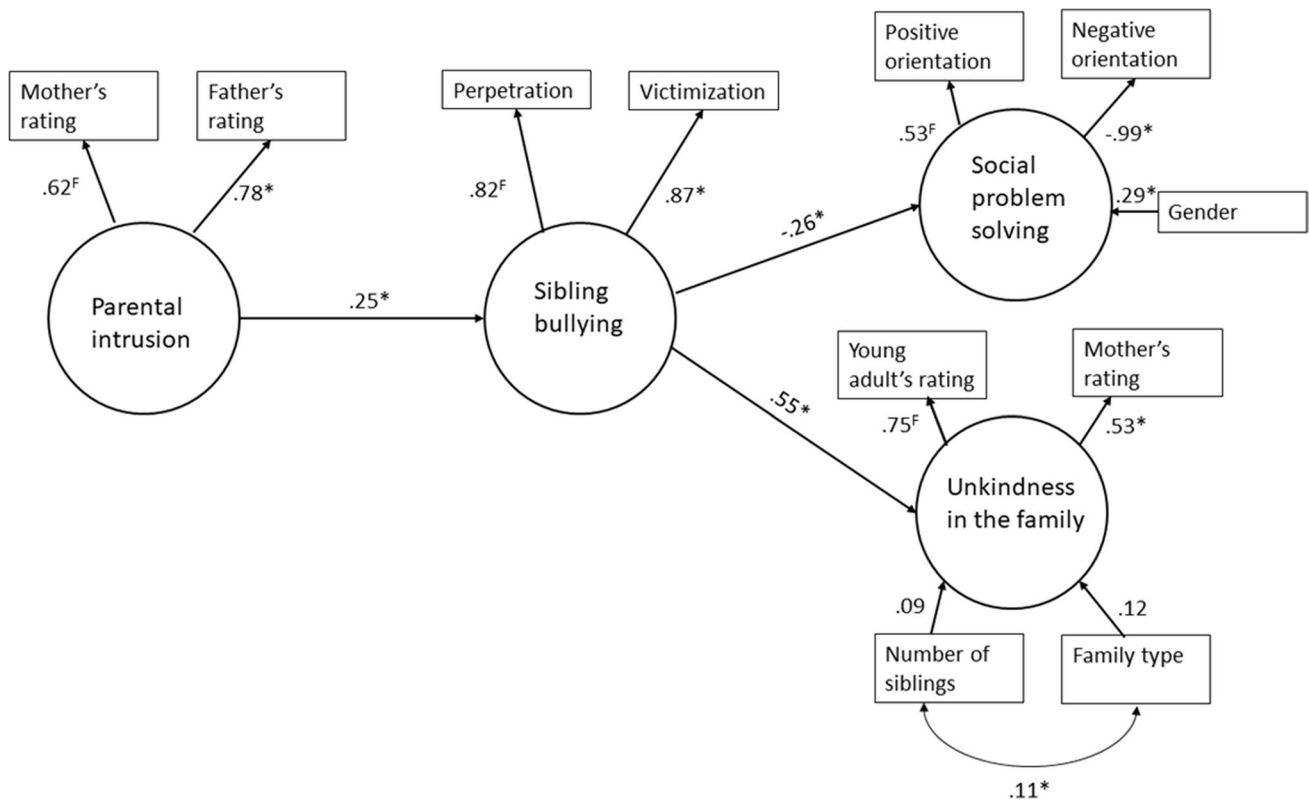 Mother's
rating
Father's
rating
.62F
.78*
Parental
intrusion
.25*
Perpetration
Victimization
.82F
.87*
Sibling
bullying
-.26*
.55*
Positive
orientation
Negative
orientation
.53F
-.99*
Social
problem
solving
.29*
Gender
Young
adult's rating
Mother's
rating
.75F
.53*
Unkindness
in the family
.09
.12
Number of
siblings
Family type
.11*